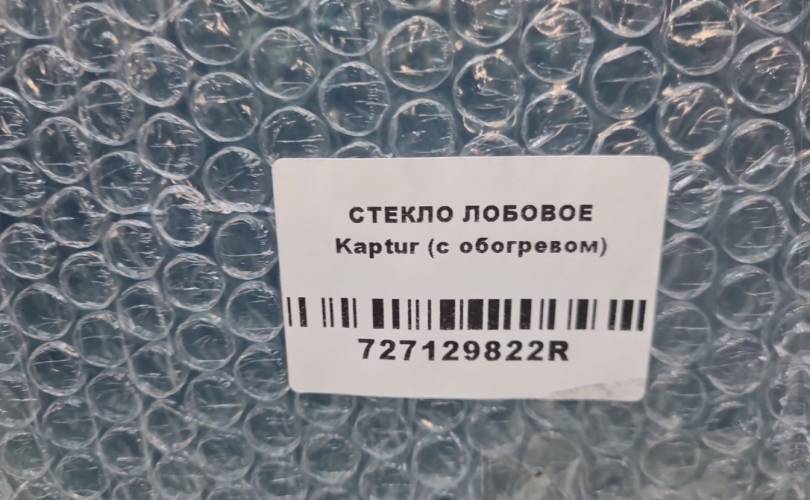 СТЕКЛО ЛОБОВОЕ
Kaptur (с обогревом)
727129822R